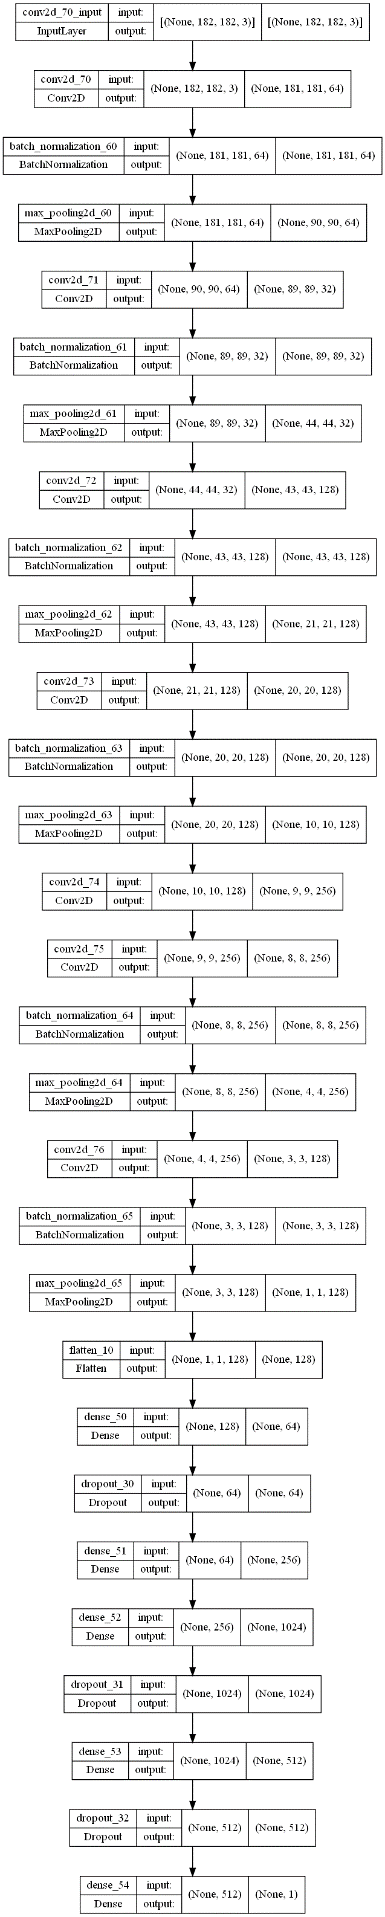 conv2d_70_input input: [(None, 182, 182, 3)] [(None, 182, 182, 3)]
InputLayer output:
conv2d_70 input: (None, 182, 182, 3) (None, 181, 181, 64)
Conv2D output:
batch_normalization_60 input: (None, 181, 181, 64) (None, 181, 181, 64)
BatchNormalization output:
max_pooling2d_60 input: (None, 181, 181, 64) (None, 90, 90, 64)
MaxPooling2D output:
conv2d_71 input: (None, 90, 90, 64) (None, 89, 89, 32)
Conv2D output:
batch_normalization_61 input: (None, 89, 89, 32) (None, 89, 89, 32)
BatchNormalization output:
max_pooling2d_61 input: (None, 89, 89, 32) (None, 44, 44, 32)
MaxPooling2D output:
conv2d_72 input: (None, 44, 44, 32) (None, 43, 43, 128)
Conv2D output:
batch_normalization_62 input: (None, 43, 43, 128) (None, 43, 43, 128)
BatchNormalization output:
max_pooling2d_62 input: (None, 43, 43, 128) (None, 21, 21, 128)
MaxPooling2D output:
conv2d_73 input: (None, 21, 21, 128) (None, 20, 20, 128)
Conv2D output:
batch_normalization_63 input: (None, 20, 20, 128) (None, 20, 20, 128)
BatchNormalization output:
max_pooling2d_63 input: (None, 20, 20, 128) (None, 10, 10, 128)
MaxPooling2D output:
conv2d_74 input: (None, 10, 10, 128) (None, 9, 9, 256)
Conv2D output:
conv2d_75 input: (None, 9, 9, 256) (None, 8, 8, 256)
Conv2D output:
batch_normalization_64 input: (None, 8, 8, 256) (None, 8, 8, 256)
BatchNormalization output:
max_pooling2d_64 input: (None, 8, 8, 256) (None, 4, 4, 256)
MaxPooling2D output:
conv2d_76 input: (None, 4, 4, 256) (None, 3, 3, 128)
Conv2D output:
batch_normalization_65 input: (None, 3, 3, 128) (None, 3, 3, 128)
BatchNormalization output:
max_pooling2d_65 input: (None, 3, 3, 128) (None, 1, 1, 128)
MaxPooling2D output:
flatten_10 input: (None, 1, 1, 128) (None, 128)
Flatten output:
dense_50 input: (None, 128) (None, 64)
Dense output:
dropout_30 input: (None, 64) (None, 64)
Dropout output:
dense_51 input: (None, 64) (None, 256)
Dense output:
dense_52 input: (None, 256) (None, 1024)
Dense output:
dropout_31 input: (None, 1024) (None, 1024)
Dropout output:
dense_53 input: (None, 1024) (None, 512)
Dense output:
dropout_32 input: (None, 512) (None, 512)
Dropout output:
dense_54 input: (None, 512) (None, 1)
Dense output: